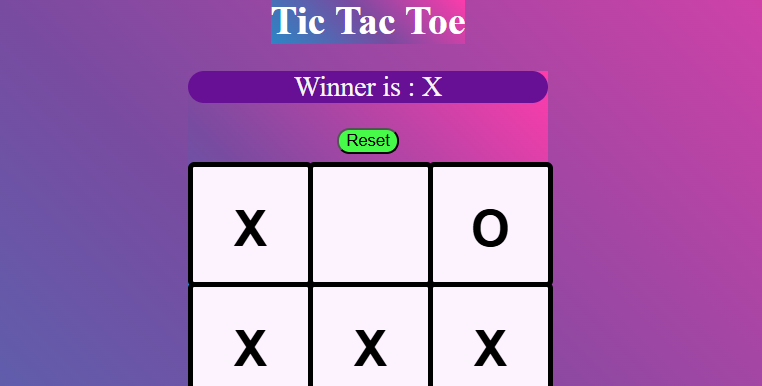 Tic Tac Toe
Winner is : X
Reset
X O
X X X